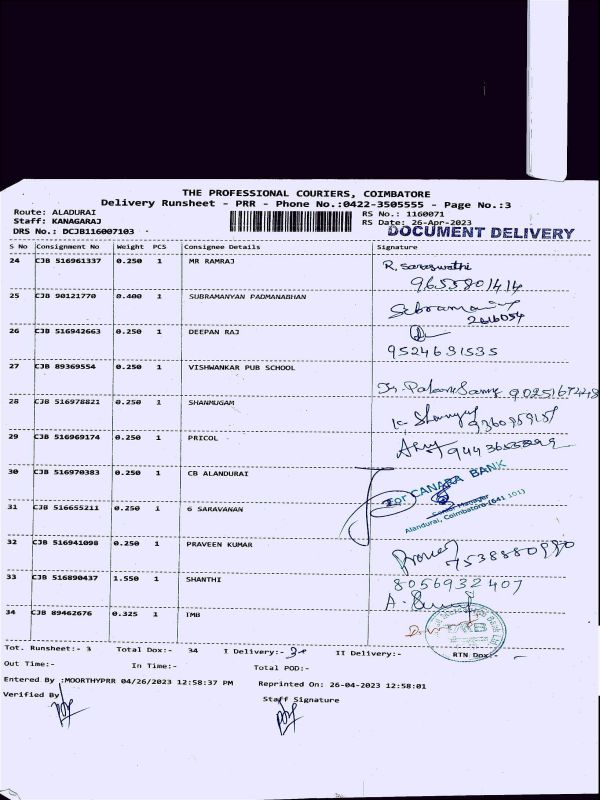 THE PROFESSIONAL COURIERS, COIMBATORE
Delivery Runsheet - PRR - Phone No.:0422-3505555 - Page No.:3
Route: ALADURAI RS No.: 1160071
Staff: KANAGARAJ RS Date: 26-Apr-2023
DRS No.: DCJB116007103 DOCUMENT DELIVERY
S No Consignment No Weight PCS Consignee Details Signature
24 CJB 516961337 0.250 1 MR RAMRAJ R. Saraswathi
9655801414
25 CJB 90121770 0.400 1 SUBRAMANYAN PADMANABHAN
2616054
26 CJB 516942663 0.250 1 DEEPAN RAJ
9524631535
27 CJB 89369554 0.250 1 VISHWANKAR PUB SCHOOL
28 CJB 516978821 0.250 1 SHANMUGAM
29 CJB 516969174 0.250 1 PRICOL
30 CJB 516970383 0.250 1 CB ALANDURAI
For CANARA BANK
Senior Manager
Alandurai, Coimbatore-(641 101)
31 CJB 516655211 0.250 1 G SARAVANAN
32 CJB 516941098 0.250 1 PRAVEEN KUMAR
7538880990
33 CJB 516890437 1.550 1 SHANTHI 8056932407
34 CJB 89462676 0.325 1 TMB
Tot. Runsheet:- 3 Total Dox:- 34 I Delivery:- II Delivery:- RTN Dox:-
Out Time:- In Time:- Total POD:-
Entered By :MOORTHYPRR 04/26/2023 12:58:37 PM Reprinted On: 26-04-2023 12:58:01
Verified By Staff Signature